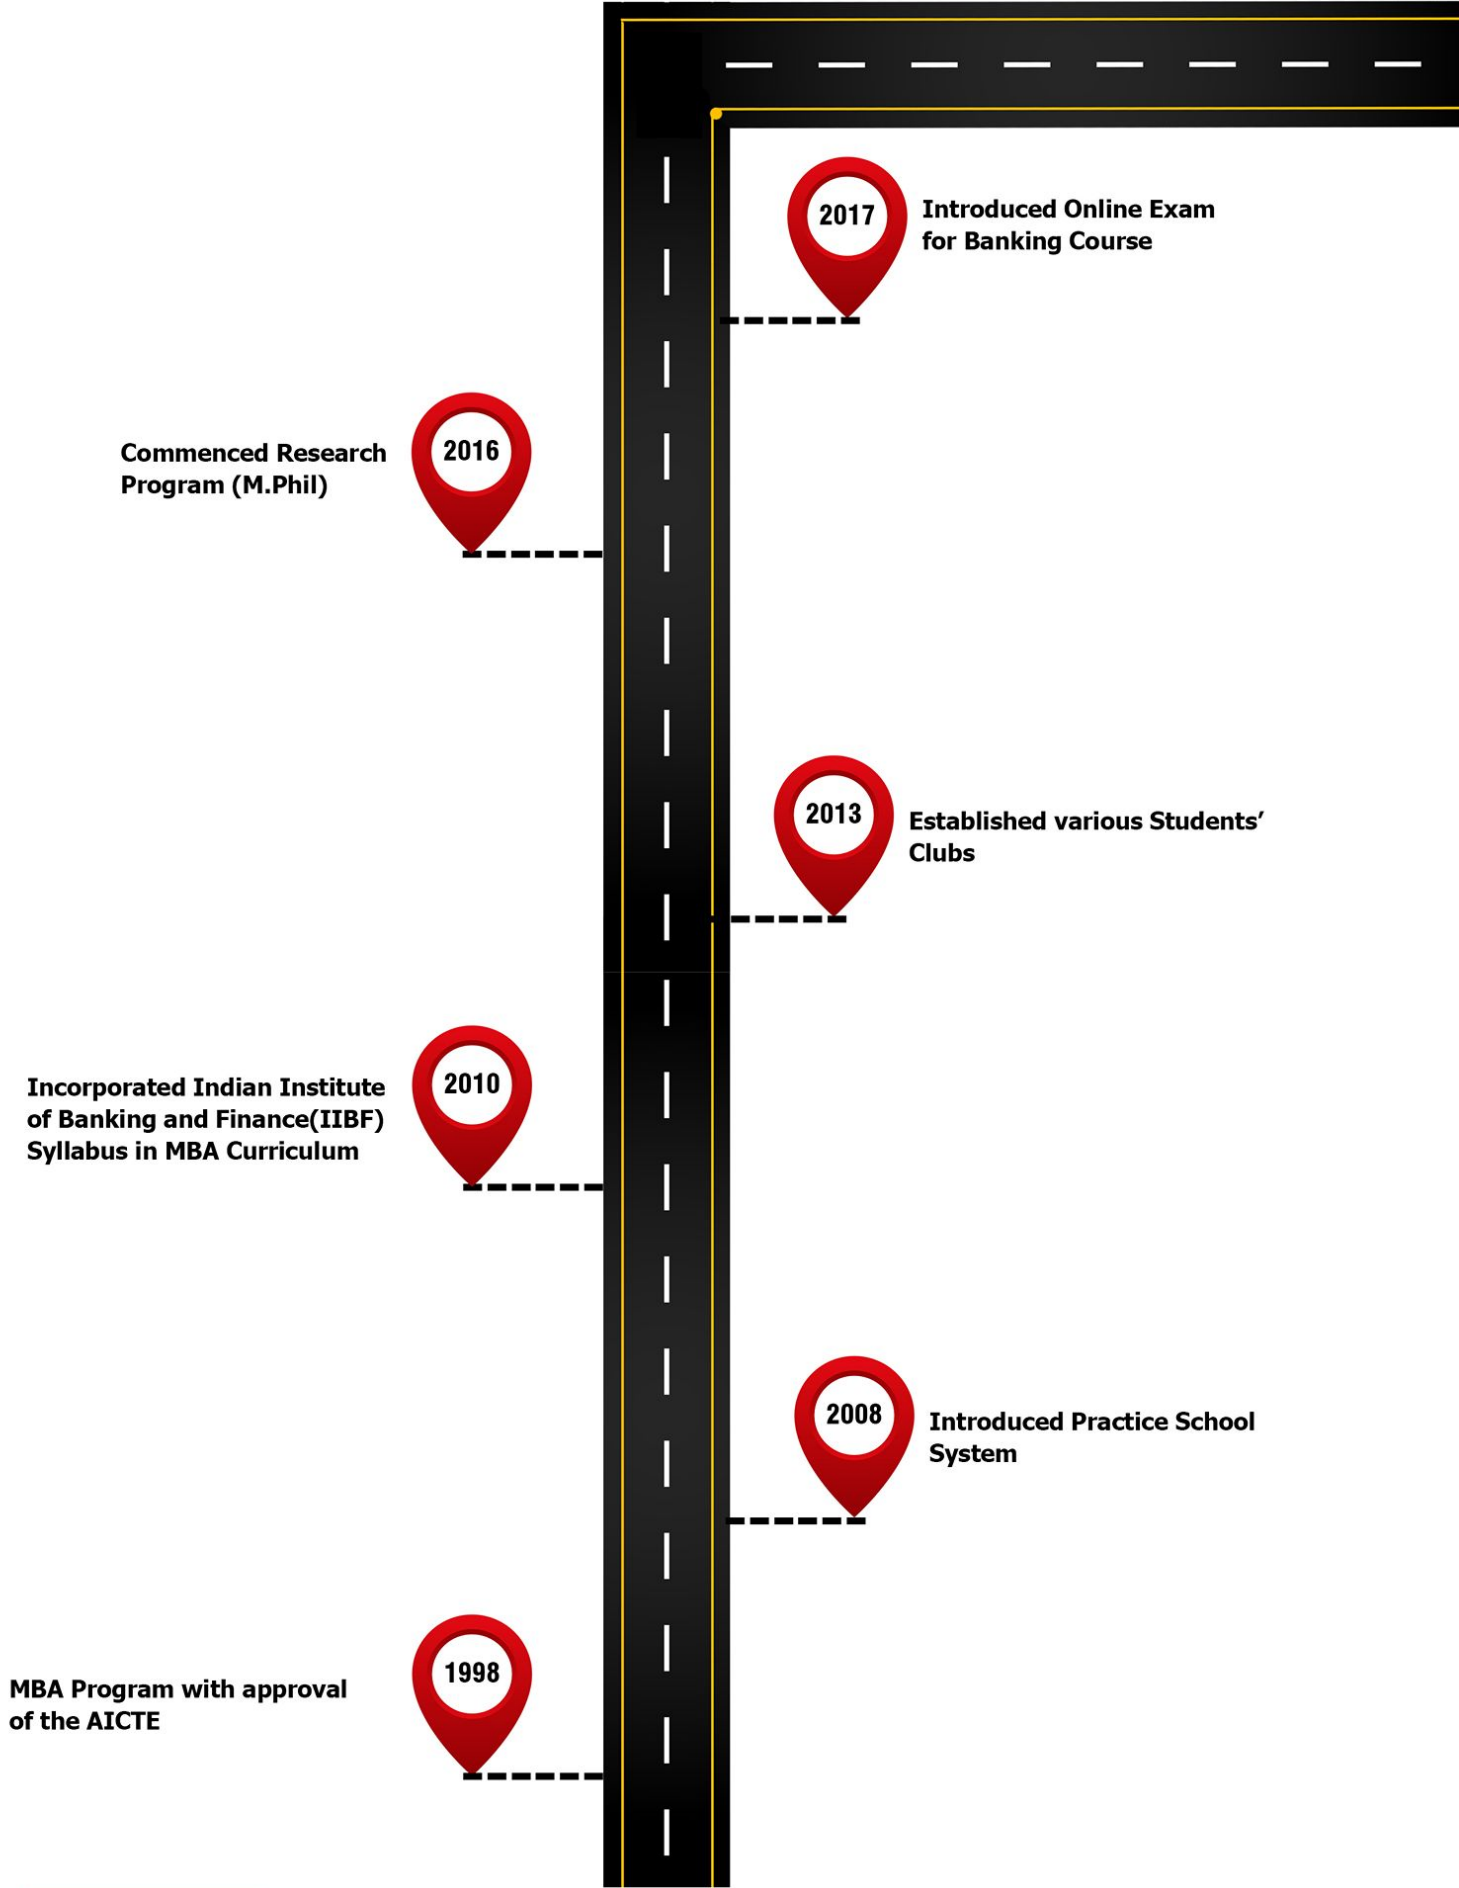 2017
Introduced Online Exam
for Banking Course
2016
Commenced Research
Program (M.Phil)
2013
Established various Students’
Clubs
2010
Incorporated Indian Institute
of Banking and Finance(IIBF)
Syllabus in MBA Curriculum
2008
Introduced Practice School
System
1998
MBA Program with approval
of the AICTE